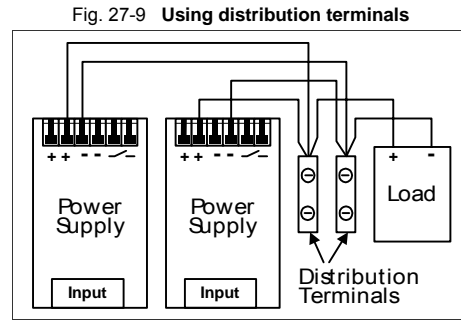 Fig. 27-9 Using distribution terminals
+ + - -
+ + - -
+ -
Power
Supply
Power
Supply
Load
Input
Input
Distribution
Terminals